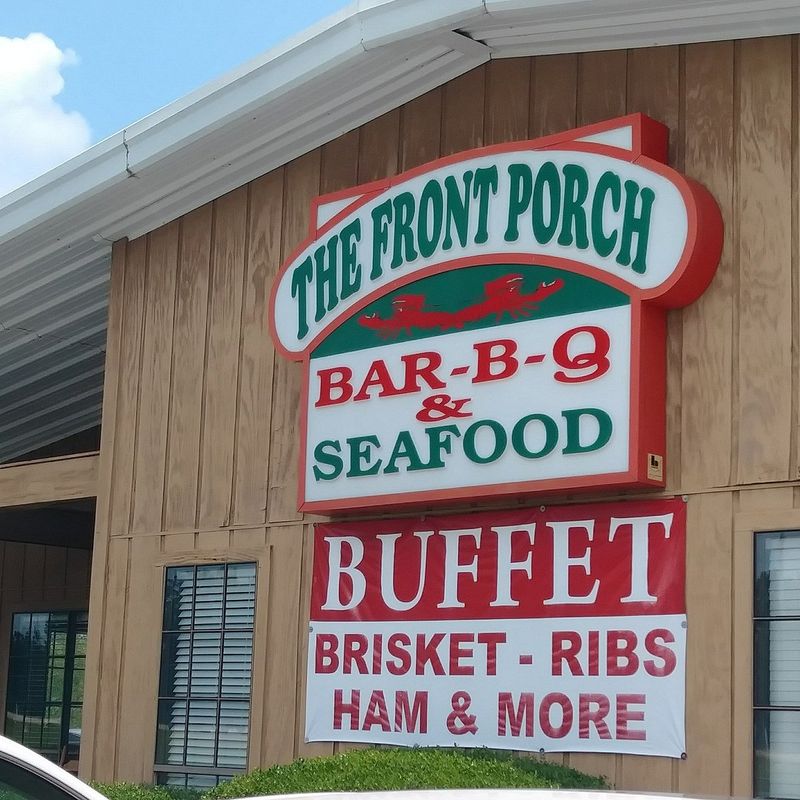 THE FRONT PORCH
BAR-B-Q
&
SEAFOOD
BUFFET
BRISKET - RIBS
HAM & MORE